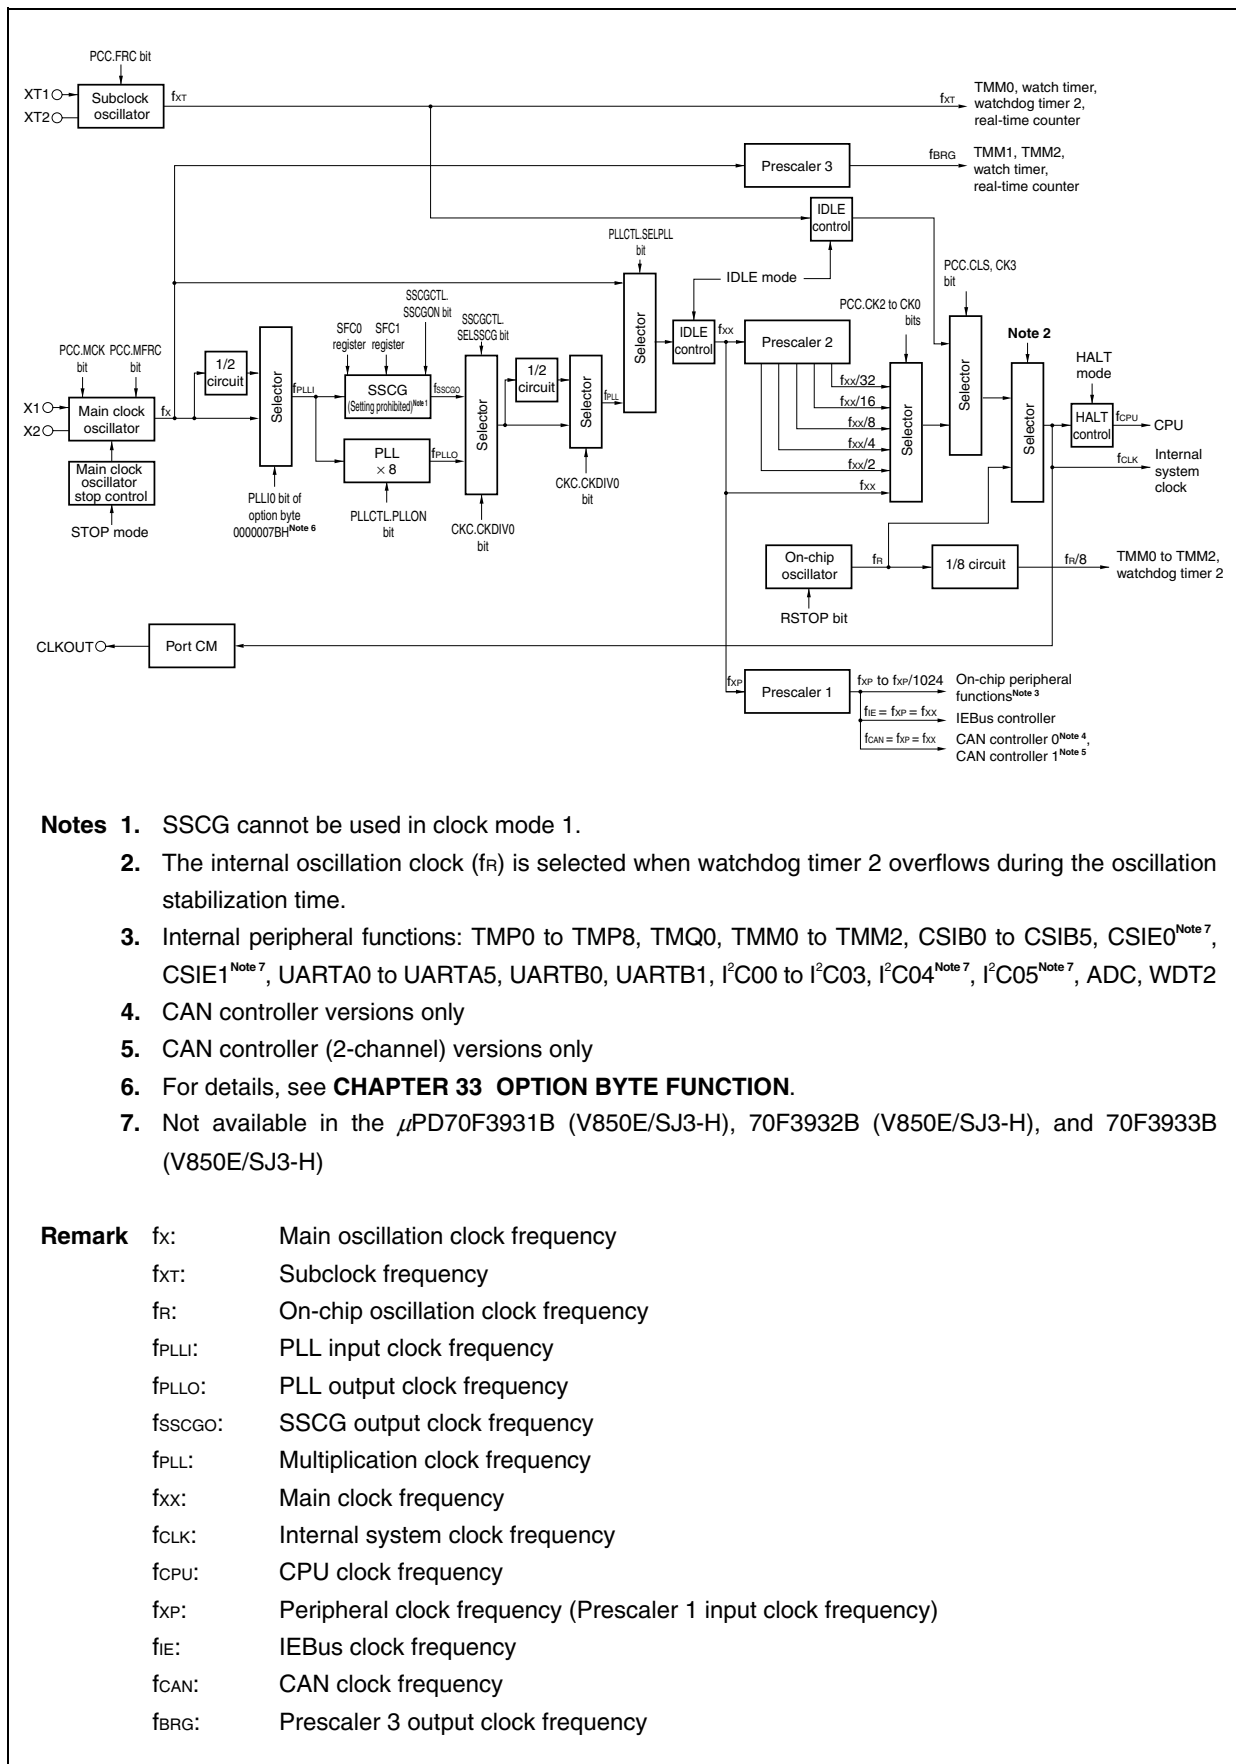 PCC.FRC bit
XT1
XT2
Subclock
oscillator
fXT
fXT
TMM0, watch timer,
watchdog timer 2,
real-time counter
Prescaler 3
fBRG
TMM1, TMM2,
watch timer,
real-time counter
IDLE
control
PLLCTL.SELPLL
bit
IDLE mode
PCC.CLS, CK3
bit
SSCGCTL.
SSCGON bit
SSCGCTL.
SELSSCG bit
SFC0
register
SFC1
register
PCC.CK2 to CK0
bits
Note 2
HALT
mode
PCC.MCK
bit
PCC.MFRC
bit
X1
X2
Main clock
oscillator
fX
1/2
circuit
Selector
fPLLI
SSCG
(Setting prohibited)Note 1
fSSCGO
PLL
× 8
fPLLO
Selector
1/2
circuit
Selector
fPLL
Selector
IDLE
control
fXX
Prescaler 2
fXX/32
fXX/16
fXX/8
fXX/4
fXX/2
fXX
Selector
Selector
Selector
HALT
control
fCPU
CPU
fCLK
Internal
system
clock
Main clock
oscillator
stop control
STOP mode
PLLI0 bit of
option byte
0000007BHNote 6
PLLCTL.PLLON
bit
CKC.CKDIV0
bit
CKC.CKDIV0
bit
On-chip
oscillator
fR
1/8 circuit
fR/8
TMM0 to TMM2,
watchdog timer 2
RSTOP bit
CLKOUT
Port CM
fXP
Prescaler 1
fXP to fXP/1024
On-chip peripheral
functionsNote 3
fIE = fXP = fXX
IEBus controller
fCAN = fXP = fXX
CAN controller 0Note 4,
CAN controller 1Note 5
Notes 1. SSCG cannot be used in clock mode 1.
2. The internal oscillation clock (fR) is selected when watchdog timer 2 overflows during the oscillation
stabilization time.
3. Internal peripheral functions: TMP0 to TMP8, TMQ0, TMM0 to TMM2, CSIB0 to CSIB5, CSIE0Note 7,
CSIE1Note 7, UARTA0 to UARTA5, UARTB0, UARTB1, I²C00 to I²C03, I²C04Note 7, I²C05Note 7, ADC, WDT2
4. CAN controller versions only
5. CAN controller (2-channel) versions only
6. For details, see CHAPTER 33 OPTION BYTE FUNCTION.
7. Not available in the μPD70F3931B (V850E/SJ3-H), 70F3932B (V850E/SJ3-H), and 70F3933B
(V850E/SJ3-H)
Remark fX: Main oscillation clock frequency
fXT: Subclock frequency
fR: On-chip oscillation clock frequency
fPLLI: PLL input clock frequency
fPLLO: PLL output clock frequency
fSSCGO: SSCG output clock frequency
fPLL: Multiplication clock frequency
fXX: Main clock frequency
fCLK: Internal system clock frequency
fCPU: CPU clock frequency
fXP: Peripheral clock frequency (Prescaler 1 input clock frequency)
fIE: IEBus clock frequency
fCAN: CAN clock frequency
fBRG: Prescaler 3 output clock frequency